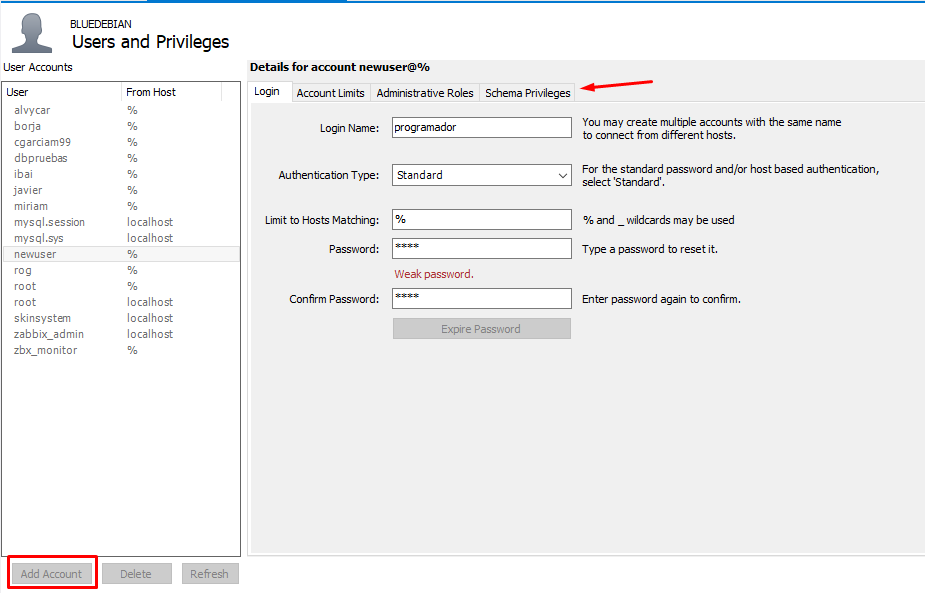 BLUEDEBIAN
Users and Privileges
User Accounts
User From Host
alvycar %
borja %
cgarciam99 %
dbpruebas %
ibai %
javier %
miriam %
mysql.session localhost
mysql.sys localhost
newuser %
rog %
root %
root localhost
skinsystem localhost
zabbix_admin localhost
zbx_monitor %
Add Account Delete Refresh
Details for account newuser@%
Login Account Limits Administrative Roles Schema Privileges
Login Name: programador You may create multiple accounts with the same name
to connect from different hosts.
Authentication Type: Standard For the standard password and/or host based authentication,
select 'Standard'.
Limit to Hosts Matching: % % and _ wildcards may be used
Password: **** Type a password to reset it.
Weak password.
Confirm Password: **** Enter password again to confirm.
Expire Password